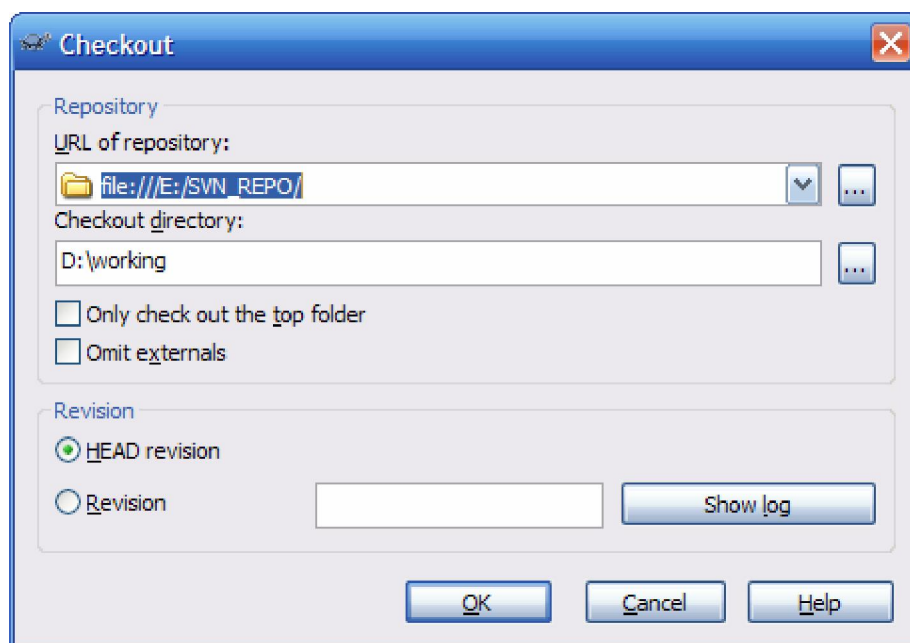 Checkout
Repository
URL of repository:
file:///E:/SVN_REPO/
...
Checkout directory:
D:\working
...
Only check out the top folder
Omit externals
Revision
HEAD revision
Revision
Show log
OK Cancel Help